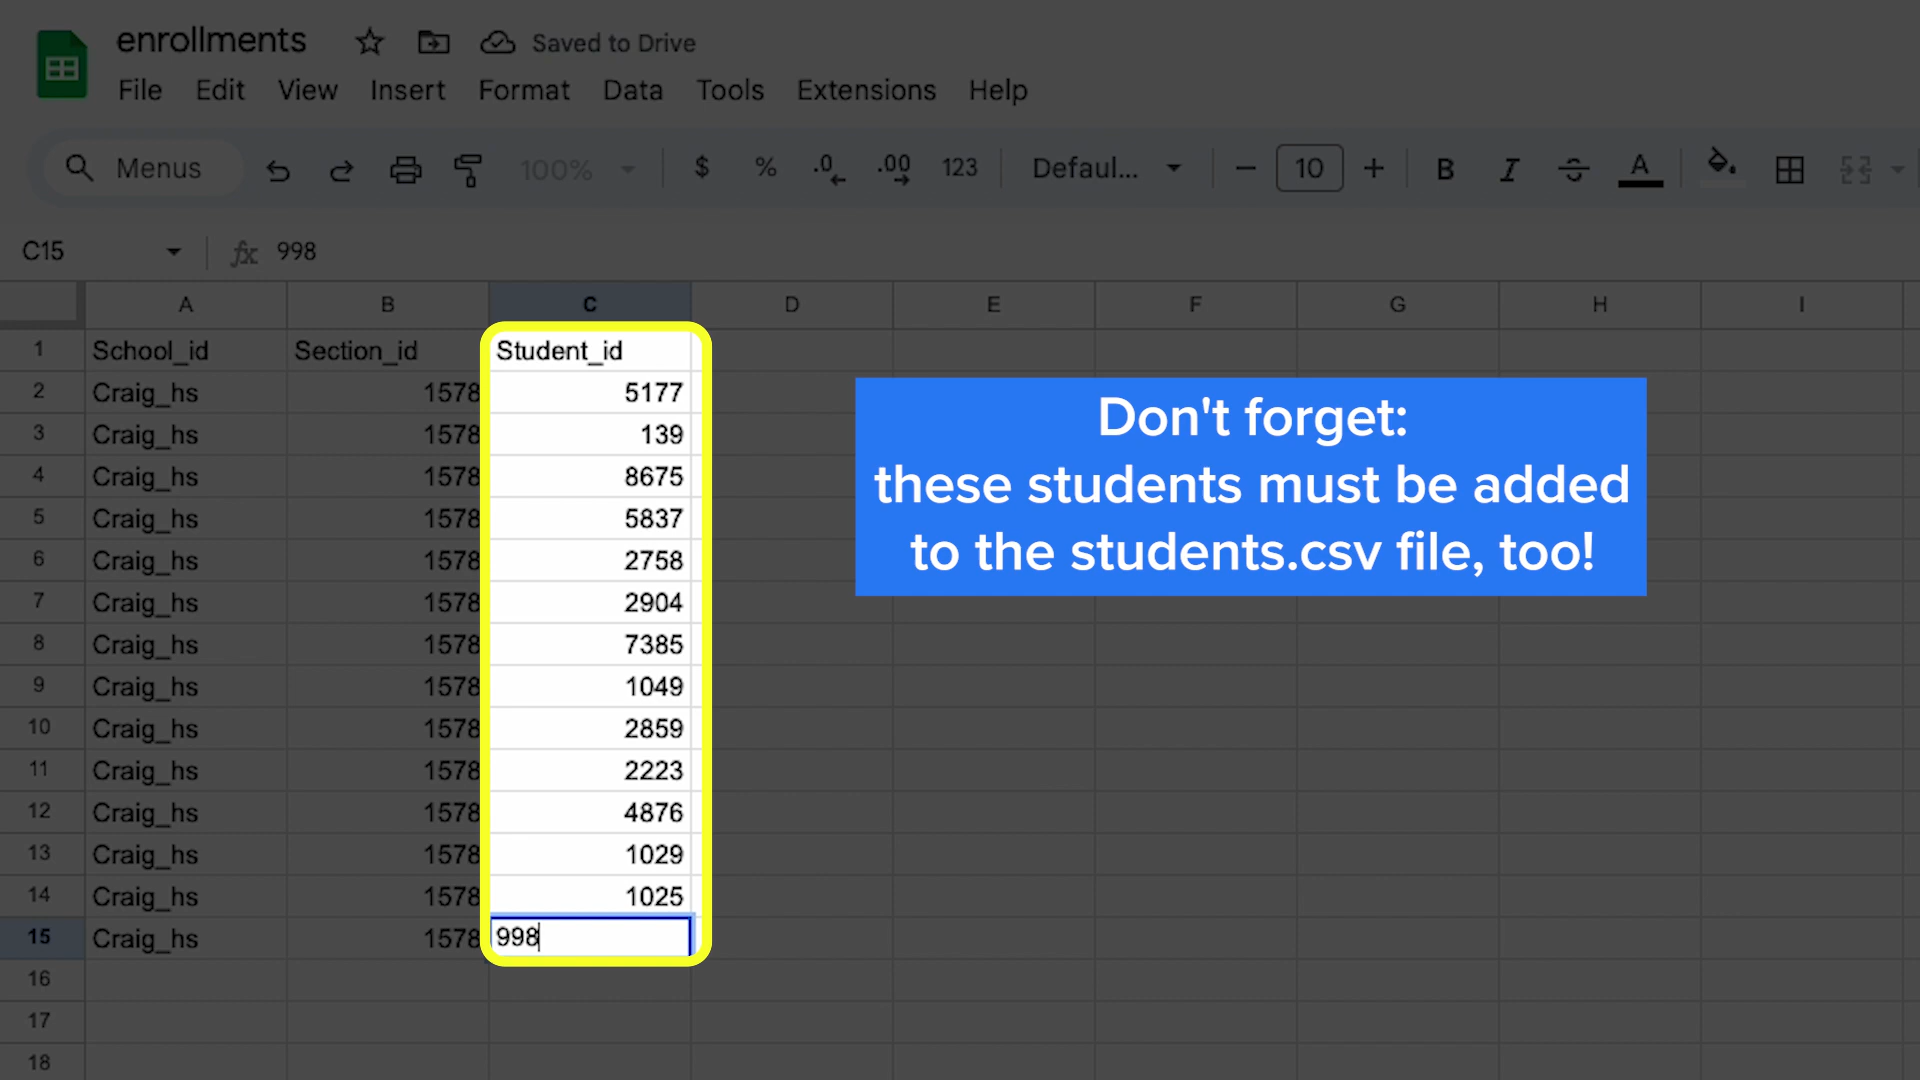 enrollments Saved to Drive
File Edit View Insert Format Data Tools Extensions Help
Menus 100% $ % .0 .00 123 Defaul... 10 B I S A
C15 fx 998
A B C D E F G H I
1 School_id Section_id Student_id
2 Craig_hs 1578 5177
3 Craig_hs 1578 139
4 Craig_hs 1578 8675
5 Craig_hs 1578 5837
6 Craig_hs 1578 2758
7 Craig_hs 1578 2904
8 Craig_hs 1578 7385
9 Craig_hs 1578 1049
10 Craig_hs 1578 2859
11 Craig_hs 1578 2223
12 Craig_hs 1578 4876
13 Craig_hs 1578 1029
14 Craig_hs 1578 1025
15 Craig_hs 1578 998
16
17
18
Don't forget:
these students must be added
to the students.csv file, too!